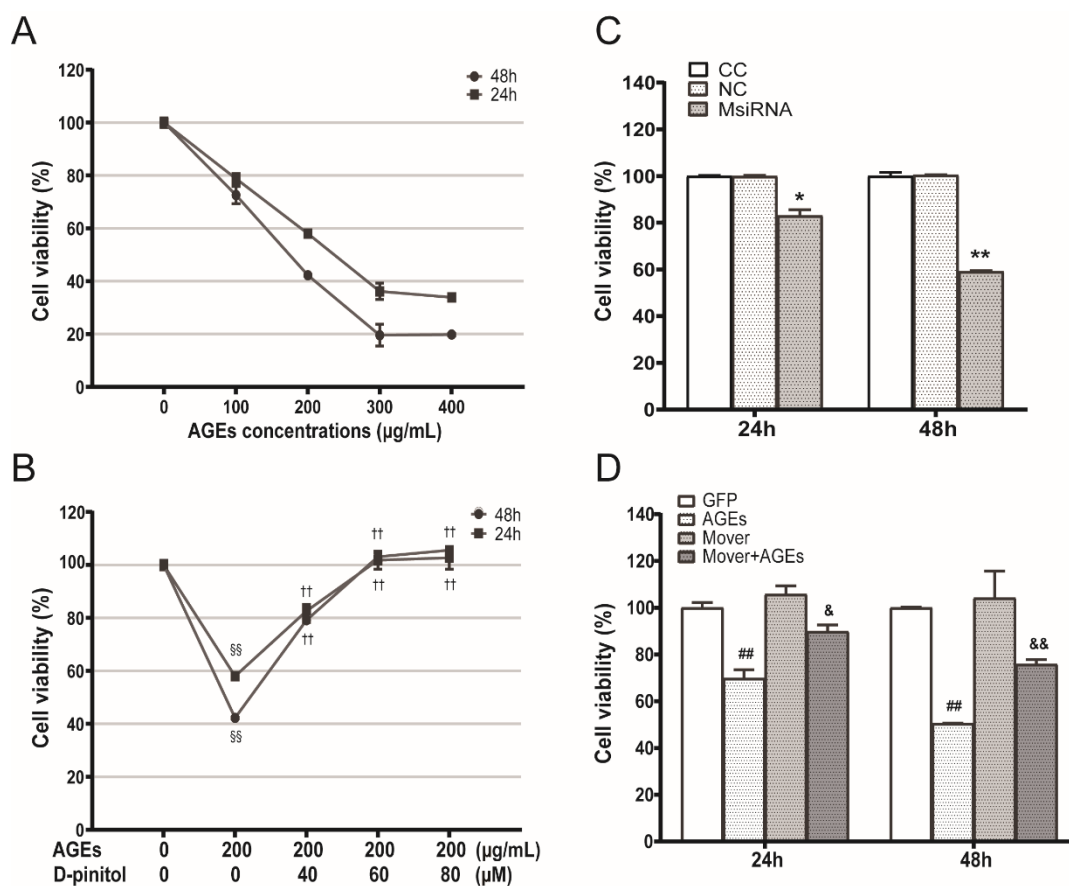 A
120
100
80
60
40
20
0
48h
24h
Cell viability (%)
0 100 200 300 400
AGEs concentrations (µg/mL)
B
120
100
80
60
40
20
0
48h
24h
Cell viability (%)
§§
§§
††
††
††
††
††
††
AGEs 0 200 200 200 200 (µg/mL)
D-pinitol 0 0 40 60 80 (µM)
C
CC
NC
MsiRNA
140
120
100
80
60
40
20
0
Cell viability (%)
*
**
24h 48h
D
GFP
AGEs
Mover
Mover+AGEs
140
120
100
80
60
40
20
0
Cell viability (%)
##
&
##
&&
24h 48h